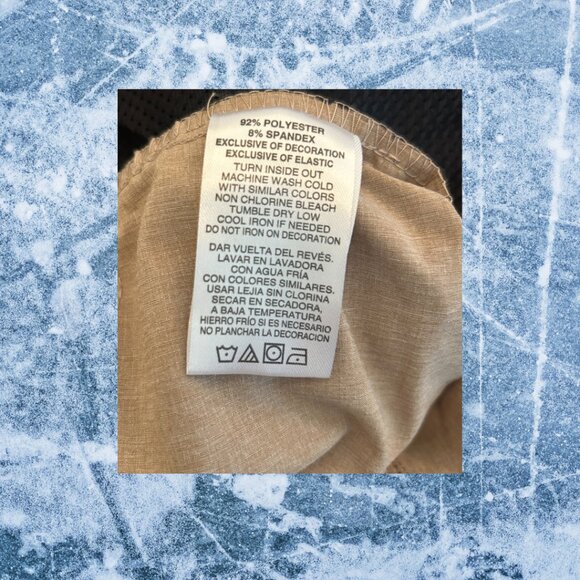 92% POLYESTER
8% SPANDEX
EXCLUSIVE OF DECORATION
EXCLUSIVE OF ELASTIC
TURN INSIDE OUT
MACHINE WASH COLD
WITH SIMILAR COLORS
NON CHLORINE BLEACH
TUMBLE DRY LOW
COOL IRON IF NEEDED
DO NOT IRON ON DECORATION
DAR VUELTA DEL REVÉS.
LAVAR EN LAVADORA
CON AGUA FRÍA
CON COLORES SIMILARES.
USAR LEJIA SIN CLORINA
SECAR EN SECADORA,
A BAJA TEMPERATURA
HIERRO FRÍO SI ES NECESARIO
NO PLANCHAR LA DECORACION